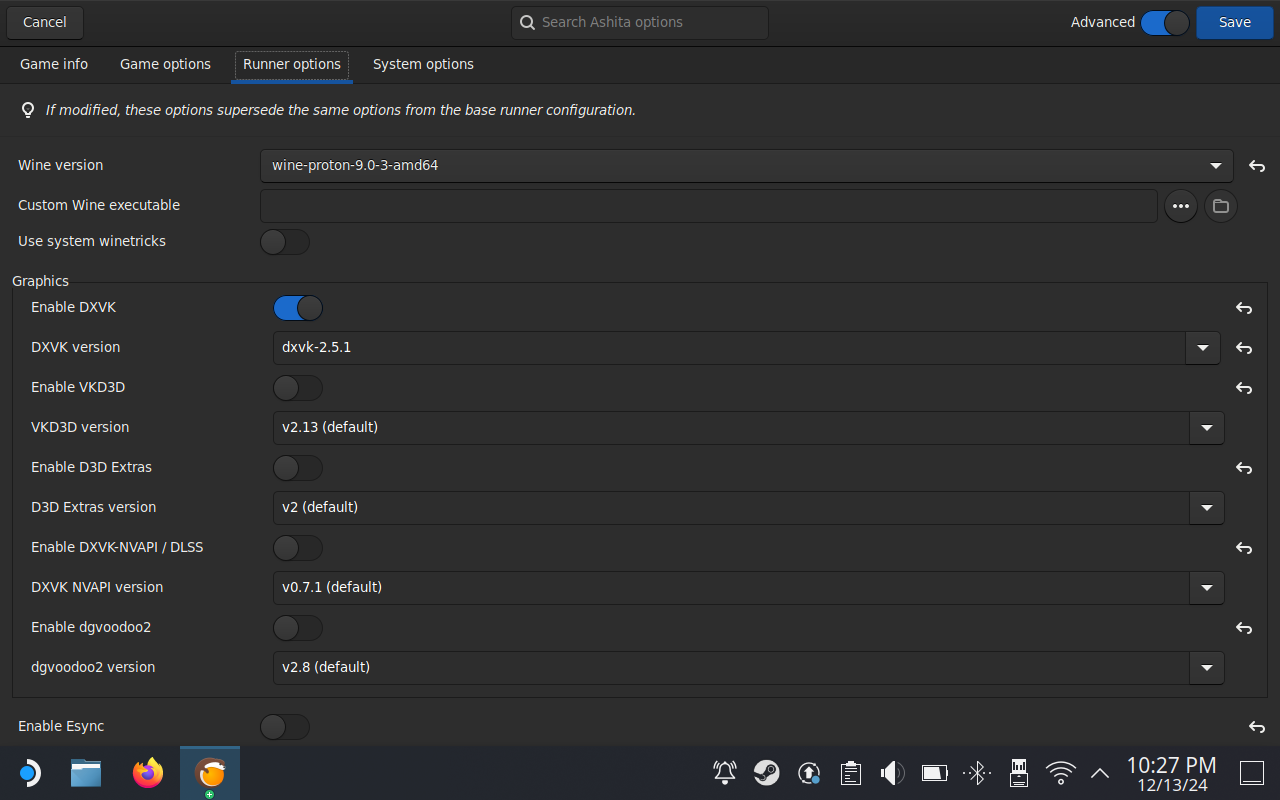 Cancel
Search Ashita options
Advanced
Save
Game info
Game options
Runner options
System options
If modified, these options supersede the same options from the base runner configuration.
Wine version
wine-proton-9.0-3-amd64
Custom Wine executable
Use system winetricks
Graphics
Enable DXVK
DXVK version
dxvk-2.5.1
Enable VKD3D
VKD3D version
v2.13 (default)
Enable D3D Extras
D3D Extras version
v2 (default)
Enable DXVK-NVAPI / DLSS
DXVK NVAPI version
v0.7.1 (default)
Enable dgvoodoo2
dgvoodoo2 version
v2.8 (default)
Enable Esync
10:27 PM
12/13/24